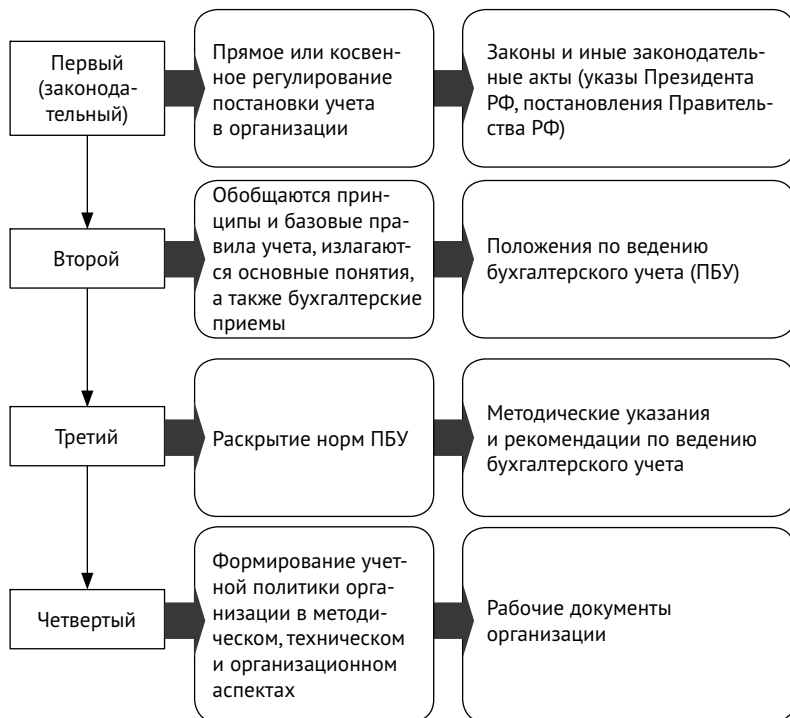 Первый
(законода-
тельный)
Прямое или косвен-
ное регулирование
постановки учета
в организации
Законы и иные законодатель-
ные акты (указы Президента
РФ, постановления Правитель-
ства РФ)
Второй
Обобщаются прин-
ципы и базовые пра-
вила учета, излагают-
ся основные понятия,
а также бухгалтерские
приемы
Положения по ведению
бухгалтерского учета (ПБУ)
Третий
Раскрытие норм ПБУ
Методические указания
и рекомендации по ведению
бухгалтерского учета
Четвертый
Формирование учет-
ной политики орга-
низации в методи-
ческом, техническом
и организационном
аспектах
Рабочие документы
организации